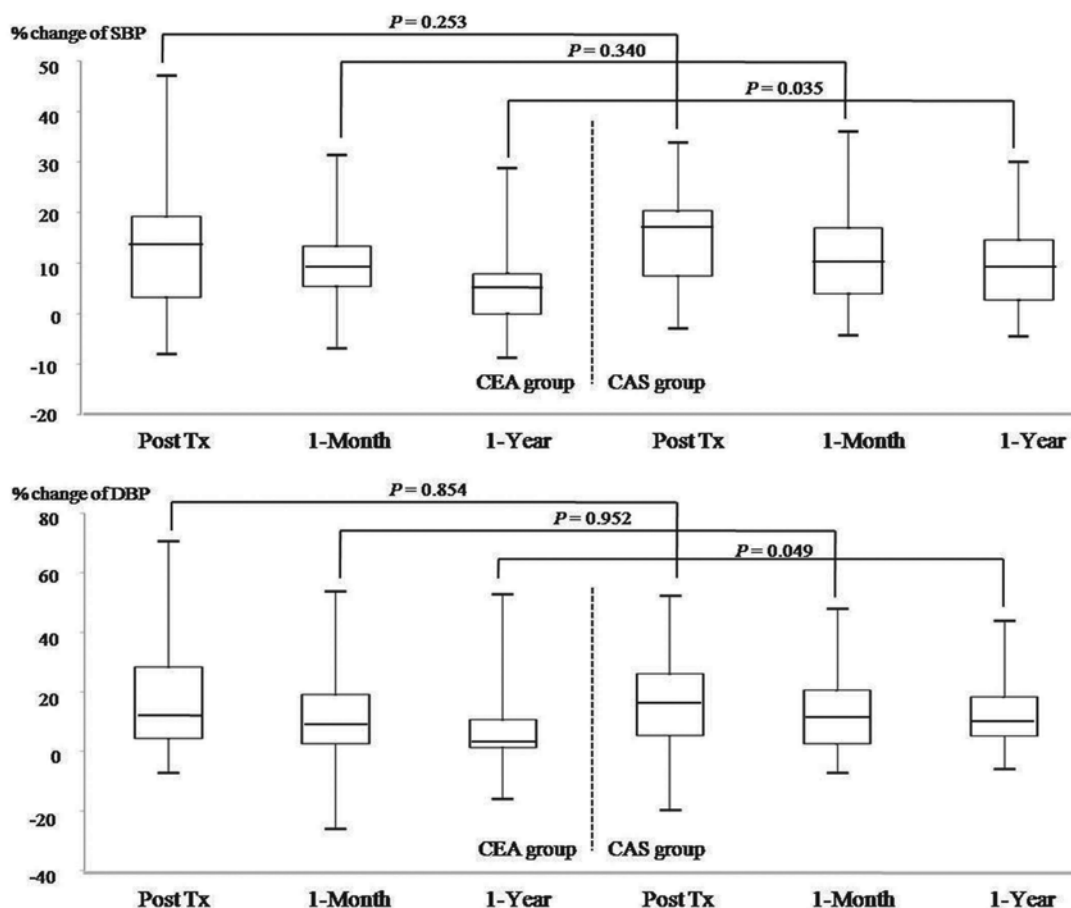 P = 0.253
% change of SBP
P = 0.340
50
P = 0.035
40
30
20
10
0
-10
CEA group
CAS group
-20
Post Tx 1-Month 1-Year Post Tx 1-Month 1-Year
% change of DBP
P = 0.854
80
P = 0.952
P = 0.049
60
40
20
0
-20
CEA group
CAS group
-40
Post Tx 1-Month 1-Year Post Tx 1-Month 1-Year